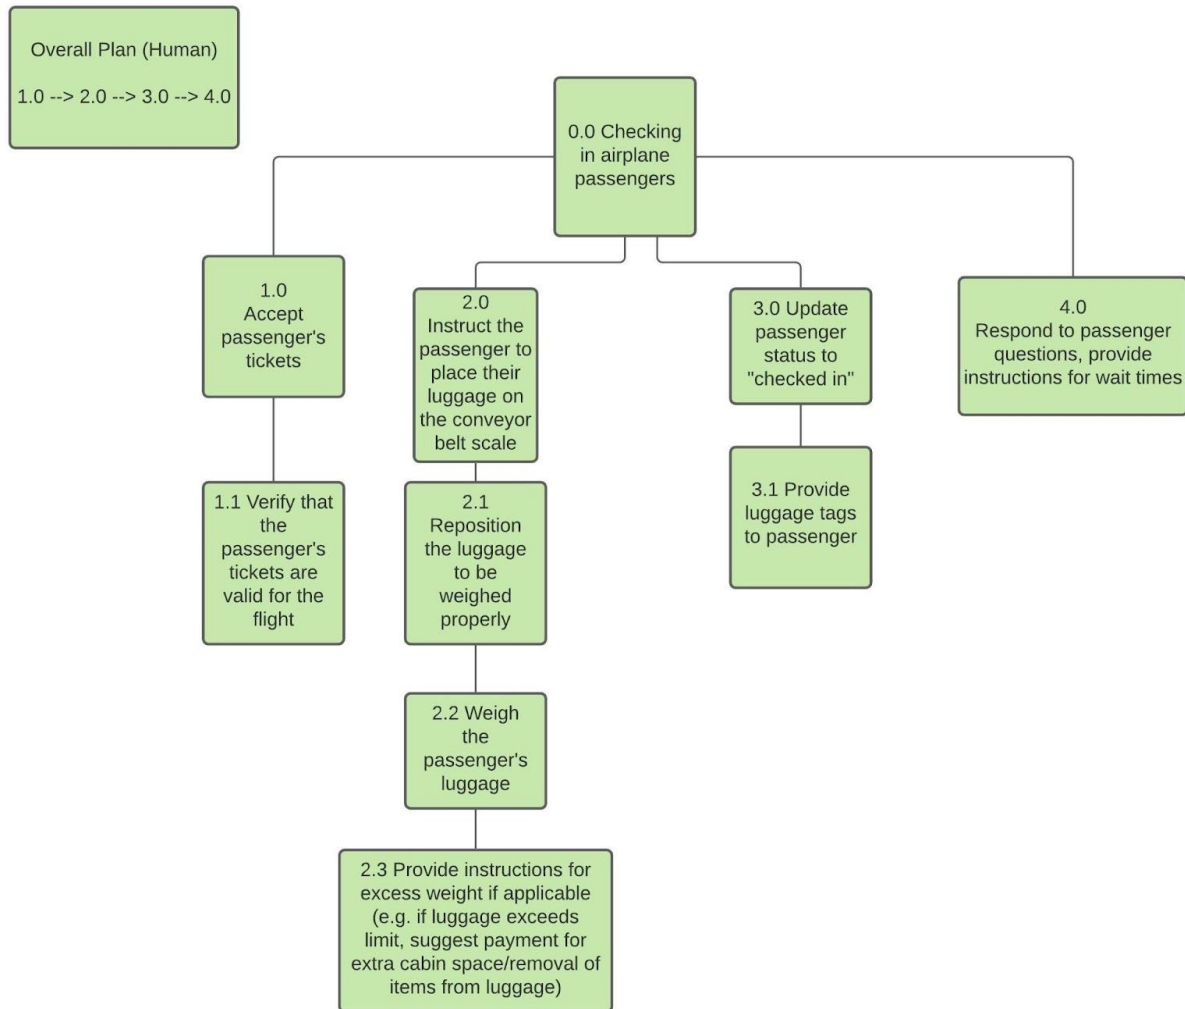 Overall Plan (Human)
1.0 --> 2.0 --> 3.0 --> 4.0
0.0 Checking
in airplane
passengers
1.0
Accept
passenger's
tickets
2.0
Instruct the
passenger to
place their
luggage on
the conveyor
belt scale
3.0 Update
passenger
status to
"checked in"
4.0
Respond to passenger
questions, provide
instructions for wait times
1.1 Verify that
the
passenger's
tickets are
valid for the
flight
2.1
Reposition
the luggage
to be
weighed
properly
3.1 Provide
luggage tags
to passenger
2.2 Weigh
the
passenger's
luggage
2.3 Provide instructions for
excess weight if applicable
(e.g. if luggage exceeds
limit, suggest payment for
extra cabin space/removal of
items from luggage)